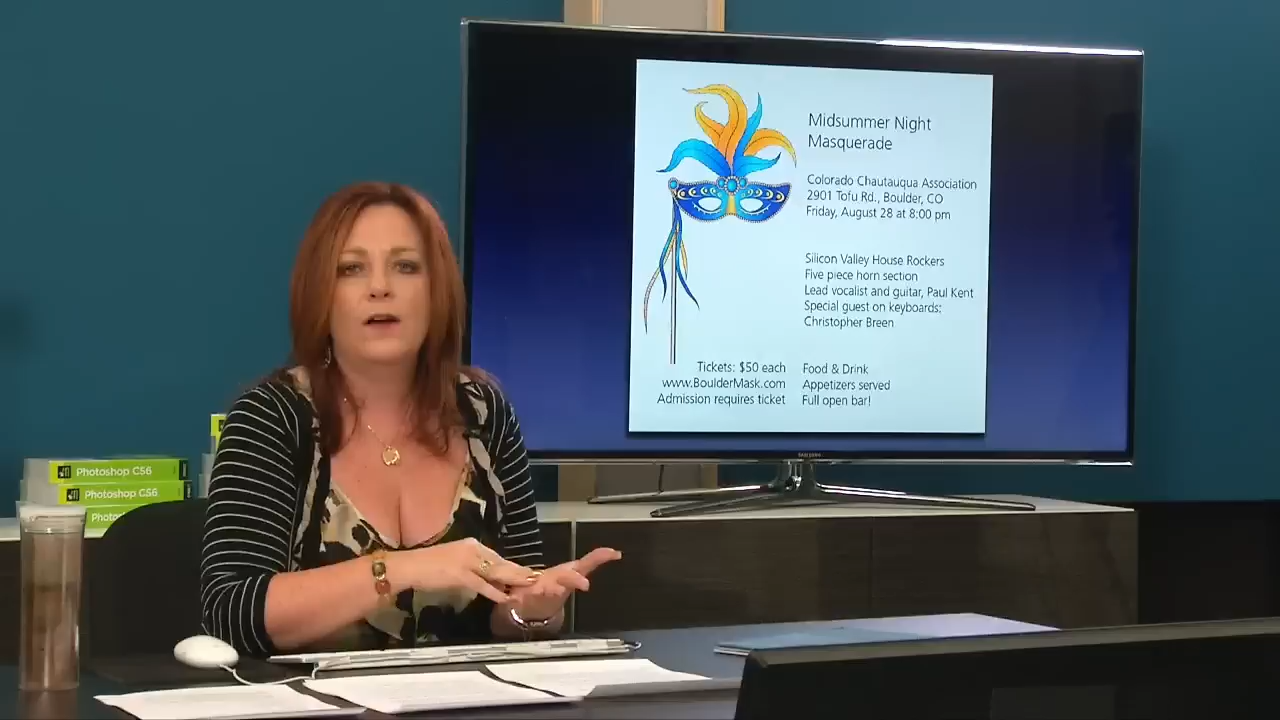 Midsummer Night
Masquerade
Colorado Chautauqua Association
2901 Tofu Rd., Boulder, CO
Friday, August 28 at 8:00 pm
Silicon Valley House Rockers
Five piece horn section
Lead vocalist and guitar, Paul Kent
Special guest on keyboards:
Christopher Breen
Tickets: $50 each
www.BoulderMask.com
Admission requires ticket
Food & Drink
Appetizers served
Full open bar!
SAMSUNG
Photoshop CS6
Photoshop CS6
Photo